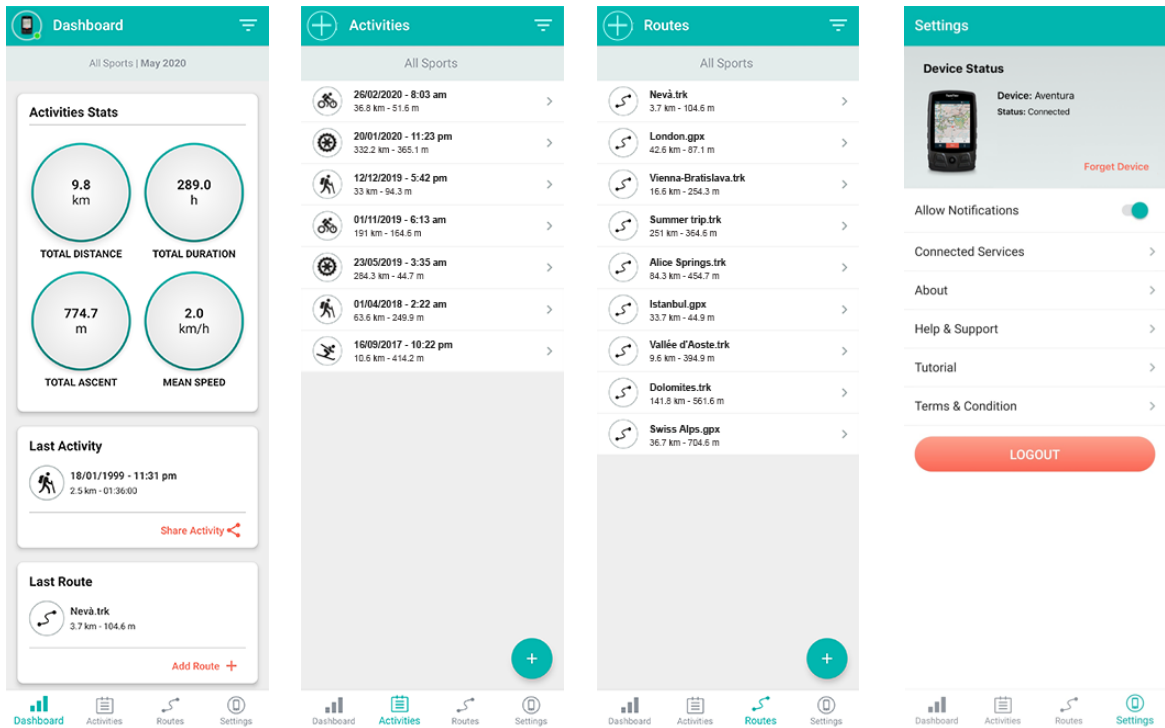 Dashboard
All Sports | May 2020
Activities Stats
9.8
km
TOTAL DISTANCE
289.0
h
TOTAL DURATION
774.7
m
TOTAL ASCENT
2.0
km/h
MEAN SPEED
Last Activity
18/01/1999 - 11:31 pm
2.5 km - 01:36:00
Share Activity
Last Route
Nevà.trk
3.7 km - 104.6 m
Add Route +
Dashboard
Activities
Routes
Settings
Activities
All Sports
26/02/2020 - 8:03 am
36.8 km - 51.6 m
20/01/2020 - 11:23 pm
332.2 km - 365.1 m
12/12/2019 - 5:42 pm
33 km - 94.3 m
01/11/2019 - 6:13 am
191 km - 164.6 m
23/05/2019 - 3:35 am
284.3 km - 44.7 m
01/04/2018 - 2:22 am
63.6 km - 249.9 m
16/09/2017 - 10:22 pm
10.6 km - 414.2 m
Dashboard
Activities
Routes
Settings
Routes
All Sports
Nevà.trk
3.7 km - 104.6 m
London.gpx
42.6 km - 87.1 m
Vienna-Bratislava.trk
16.6 km - 254.3 m
Summer trip.trk
251 km - 364.6 m
Alice Springs.trk
84.3 km - 454.7 m
Istanbul.gpx
33.7 km - 44.9 m
Vallée d'Aoste.trk
9.6 km - 394.9 m
Dolomites.trk
141.8 km - 561.6 m
Swiss Alps.gpx
36.7 km - 704.6 m
Dashboard
Activities
Routes
Settings
Settings
Device Status
Device: Aventura
Status: Connected
Forget Device
Allow Notifications
Connected Services
About
Help & Support
Tutorial
Terms & Condition
LOGOUT
Dashboard
Activities
Routes
Settings